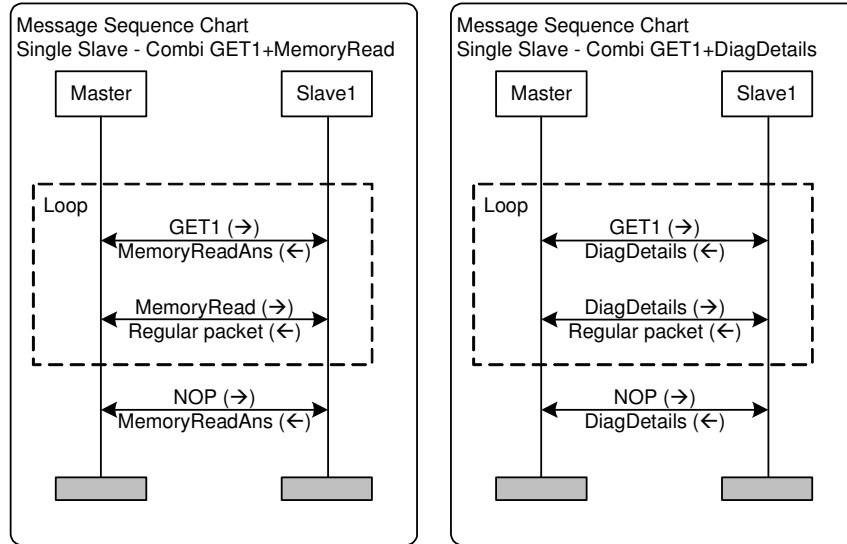 Message Sequence Chart
Single Slave - Combi GET1+MemoryRead
Master
Slave1
Loop
GET1 (→)
MemoryReadAns (←)
MemoryRead (→)
Regular packet (←)
NOP (→)
MemoryReadAns (←)
Message Sequence Chart
Single Slave - Combi GET1+DiagDetails
Master
Slave1
Loop
GET1 (→)
DiagDetails (←)
DiagDetails (→)
Regular packet (←)
NOP (→)
DiagDetails (←)